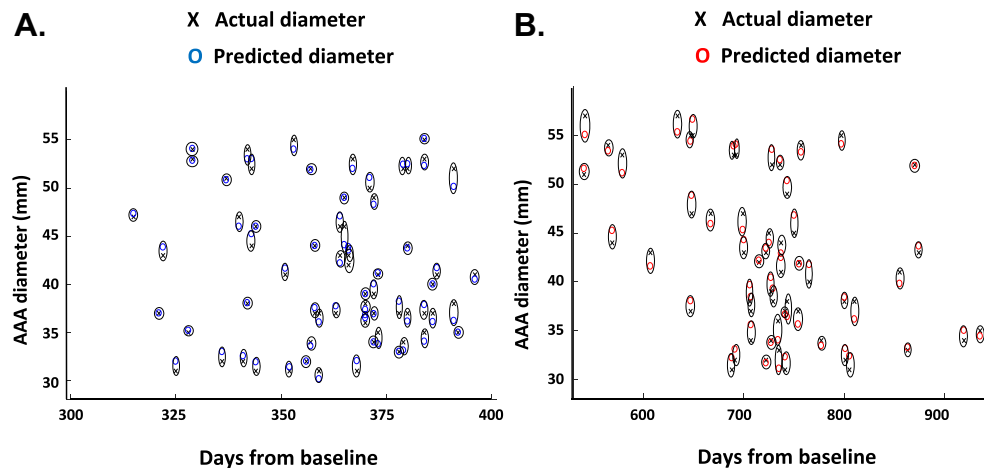 A.
X Actual diameter
O Predicted diameter
AAA diameter (mm)
55
50
45
40
35
30
300 325 350 375 400
Days from baseline
B.
X Actual diameter
O Predicted diameter
AAA diameter (mm)
55
50
45
40
35
30
600 700 800 900
Days from baseline